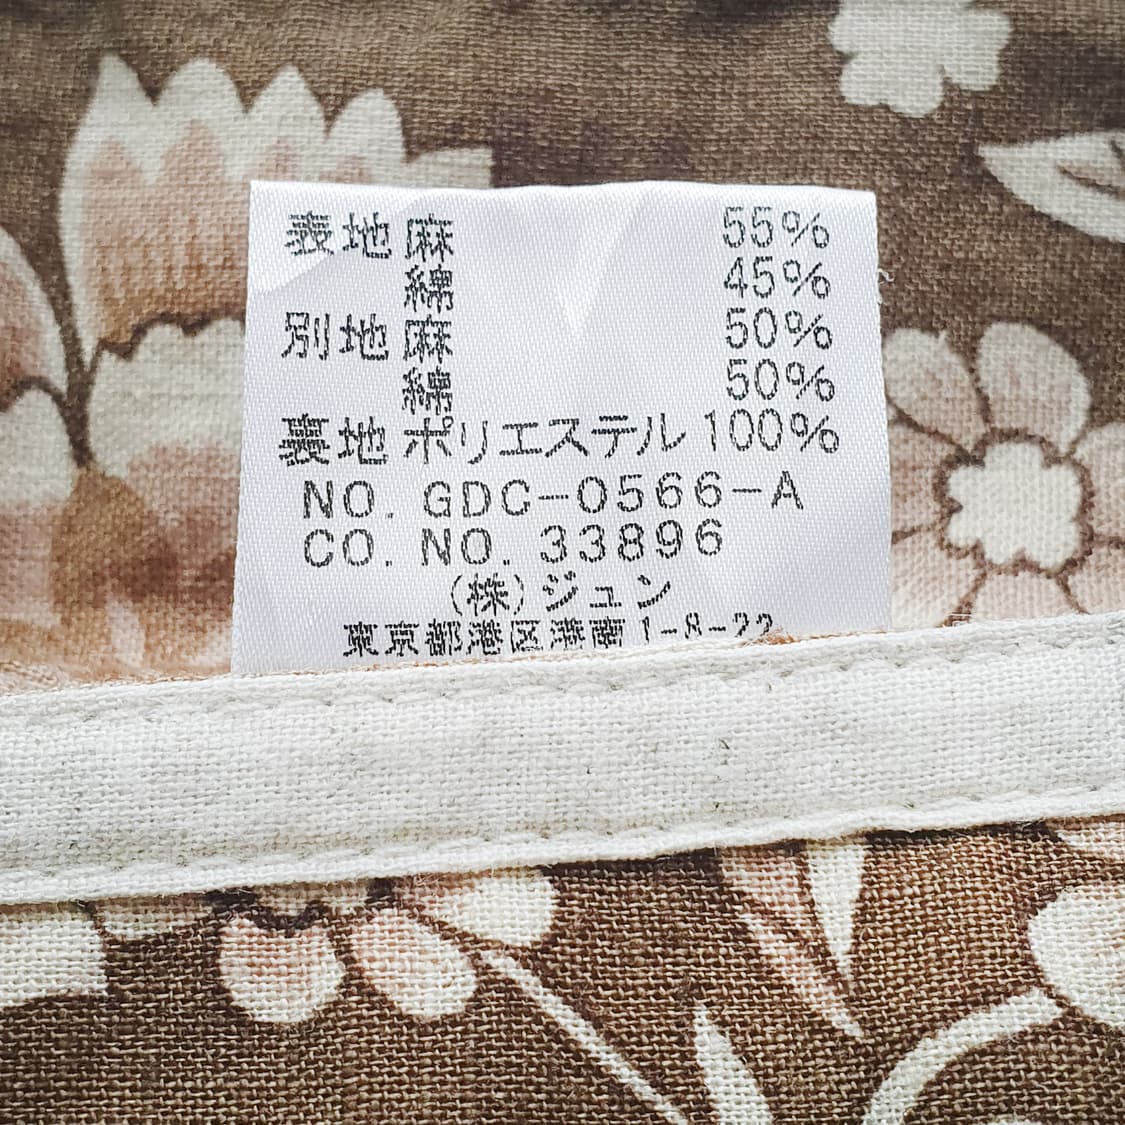 表地 麻 55%
綿 45%
別地 麻 50%
綿 50%
裏地 ポリエステル 100%
NO. GDC-0566-A
CO. NO. 33896
(株)ジュン
東京都港区港南1-8-22